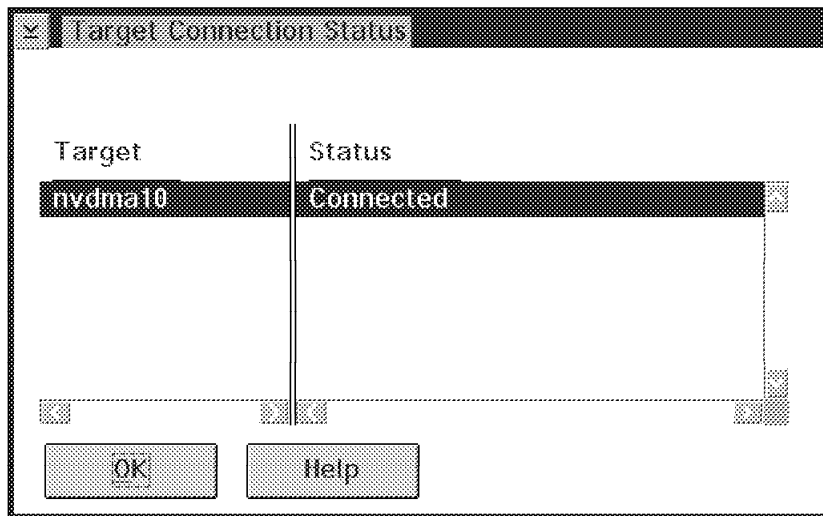 Target Connection Status
Target Status
nvdma10 Connected
OK Help